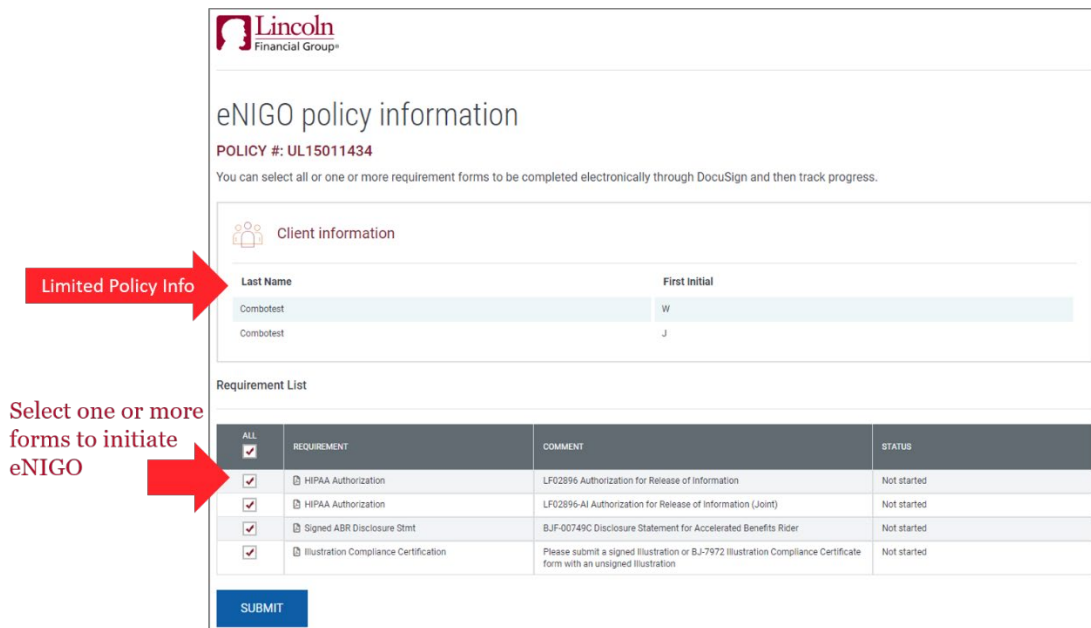 Lincoln
Financial Group®
eNIGO policy information
POLICY #: UL15011434
You can select all or one or more requirement forms to be completed electronically through DocuSign and then track progress.
Client information
Limited Policy Info
Last Name First Initial
Combotest W
Combotest J
Requirement List
Select one or more
forms to initiate
eNIGO
ALL REQUIREMENT COMMENT STATUS
HIPAA Authorization LF02896 Authorization for Release of Information Not started
HIPAA Authorization LF02896-AI Authorization for Release of Information (Joint) Not started
Signed ABR Disclosure Stmt BJF-00749C Disclosure Statement for Accelerated Benefits Rider Not started
Illustration Compliance Certification Please submit a signed Illustration or BJ-7972 Illustration Compliance Certificate Not started
form with an unsigned Illustration
SUBMIT